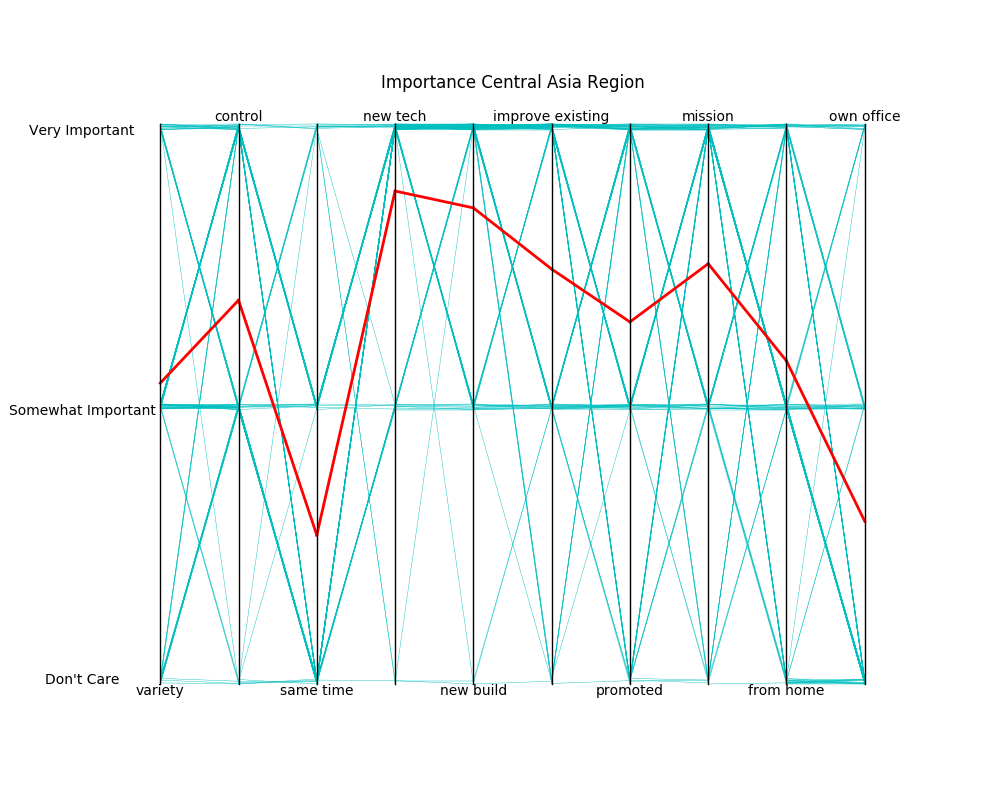 Importance Central Asia Region
control
new tech
improve existing
mission
own office
Very Important
Somewhat Important
Don't Care
variety
same time
new build
promoted
from home